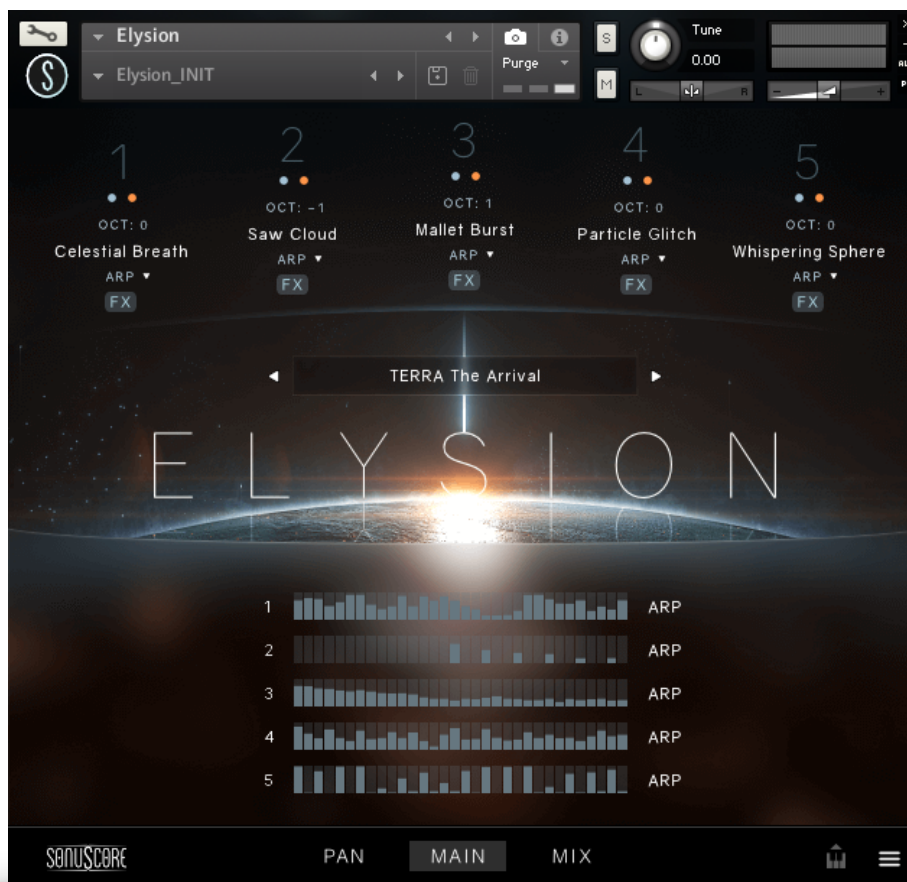 Elysion
Elysion_INIT
Purge
S
M
Tune
0.00
L R
- +
1
OCT: 0
Celestial Breath
ARP
FX
2
OCT: -1
Saw Cloud
ARP
FX
3
OCT: 1
Mallet Burst
ARP
FX
4
OCT: 0
Particle Glitch
ARP
FX
5
OCT: 0
Whispering Sphere
ARP
FX
TERRA The Arrival
ELYSION
1 ARP
2 ARP
3 ARP
4 ARP
5 ARP
SONUSCORE
PAN MAIN MIX